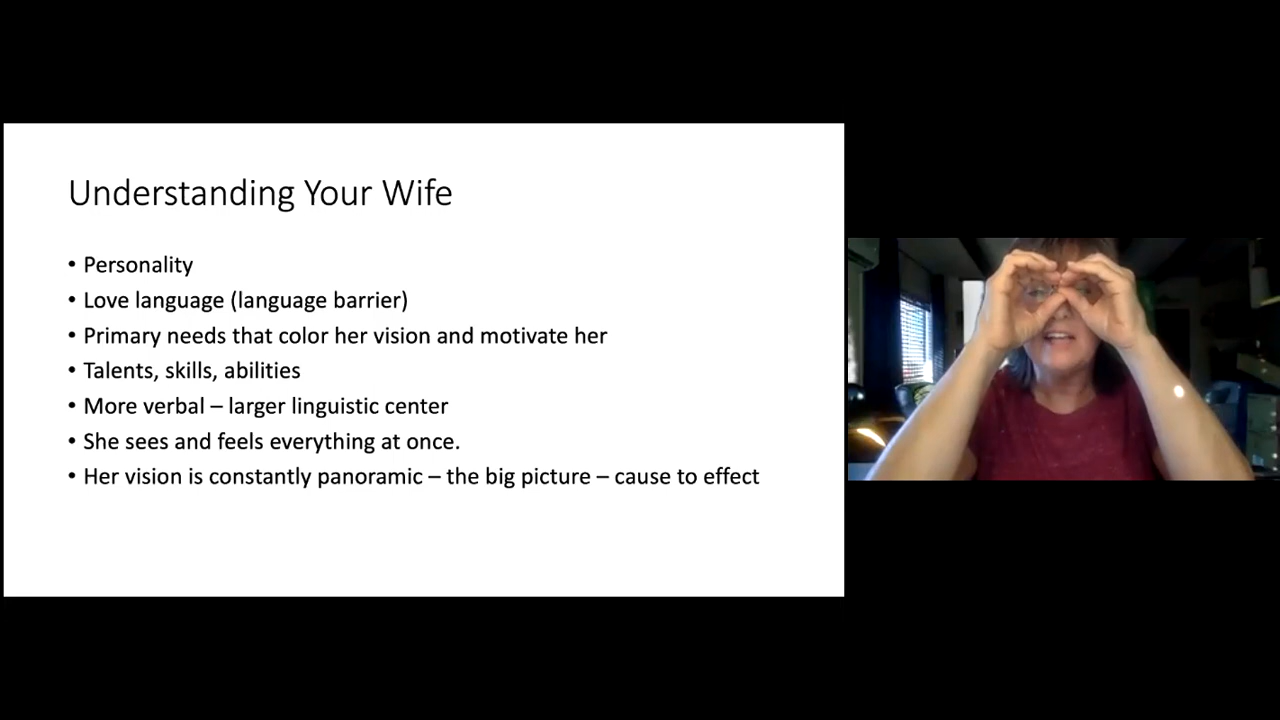 Understanding Your Wife
• Personality
• Love language (language barrier)
• Primary needs that color her vision and motivate her
• Talents, skills, abilities
• More verbal – larger linguistic center
• She sees and feels everything at once.
• Her vision is constantly panoramic – the big picture – cause to effect